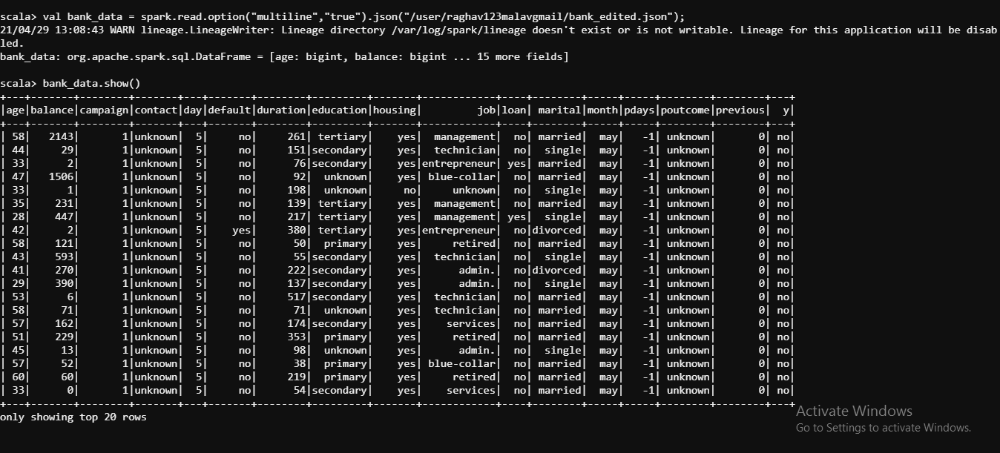 scala> val bank_data = spark.read.option("multiline","true").json("/user/raghav123malavgmail/bank_edited.json");
21/04/29 13:08:43 WARN lineage.LineageWriter: Lineage directory /var/log/spark/lineage doesn't exist or is not writable. Lineage for this application will be disab
led.
bank_data: org.apache.spark.sql.DataFrame = [age: bigint, balance: bigint ... 15 more fields]

scala> bank_data.show()
+---+-------+--------+-------+---+-------+--------+---------+-------+------------+----+--------+-----+-----+--------+--------+---+
|age|balance|campaign|contact|day|default|duration|education|housing|         job|loan| marital|month|pdays|poutcome|previous|  y|
+---+-------+--------+-------+---+-------+--------+---------+-------+------------+----+--------+-----+-----+--------+--------+---+
| 58|   2143|       1|unknown|  5|     no|     261| tertiary|    yes|  management|  no| married|  may|   -1| unknown|       0| no|
| 44|     29|       1|unknown|  5|     no|     151|secondary|    yes|  technician|  no|  single|  may|   -1| unknown|       0| no|
| 33|      2|       1|unknown|  5|     no|      76|secondary|    yes|entrepreneur| yes| married|  may|   -1| unknown|       0| no|
| 47|   1506|       1|unknown|  5|     no|      92|  unknown|    yes| blue-collar|  no| married|  may|   -1| unknown|       0| no|
| 33|      1|       1|unknown|  5|     no|     198|  unknown|     no|     unknown|  no|  single|  may|   -1| unknown|       0| no|
| 35|    231|       1|unknown|  5|     no|     139| tertiary|    yes|  management|  no| married|  may|   -1| unknown|       0| no|
| 28|    447|       1|unknown|  5|     no|     217| tertiary|    yes|  management| yes|  single|  may|   -1| unknown|       0| no|
| 42|      2|       1|unknown|  5|    yes|     380| tertiary|    yes|entrepreneur|  no|divorced|  may|   -1| unknown|       0| no|
| 58|    121|       1|unknown|  5|     no|      50|  primary|    yes|     retired|  no| married|  may|   -1| unknown|       0| no|
| 43|    593|       1|unknown|  5|     no|      55|secondary|    yes|  technician|  no|  single|  may|   -1| unknown|       0| no|
| 41|    270|       1|unknown|  5|     no|     222|secondary|    yes|      admin.|  no|divorced|  may|   -1| unknown|       0| no|
| 29|    390|       1|unknown|  5|     no|     137|secondary|    yes|      admin.|  no|  single|  may|   -1| unknown|       0| no|
| 53|      6|       1|unknown|  5|     no|     517|secondary|    yes|  technician|  no| married|  may|   -1| unknown|       0| no|
| 58|     71|       1|unknown|  5|     no|      71|  unknown|    yes|  technician|  no| married|  may|   -1| unknown|       0| no|
| 57|    162|       1|unknown|  5|     no|     174|secondary|    yes|    services|  no| married|  may|   -1| unknown|       0| no|
| 51|    229|       1|unknown|  5|     no|     353|  primary|    yes|     retired|  no| married|  may|   -1| unknown|       0| no|
| 45|     13|       1|unknown|  5|     no|      98|  unknown|    yes|      admin.|  no|  single|  may|   -1| unknown|       0| no|
| 57|     52|       1|unknown|  5|     no|      38|  primary|    yes| blue-collar|  no| married|  may|   -1| unknown|       0| no|
| 60|     60|       1|unknown|  5|     no|     219|  primary|    yes|     retired|  no| married|  may|   -1| unknown|       0| no|
| 33|      0|       1|unknown|  5|     no|      54|secondary|    yes|    services|  no| married|  may|   -1| unknown|       0| no|
+---+-------+--------+-------+---+-------+--------+---------+-------+------------+----+--------+-----+-----+--------+--------+---+
only showing top 20 rows
Activate Windows
Go to Settings to activate Windows.